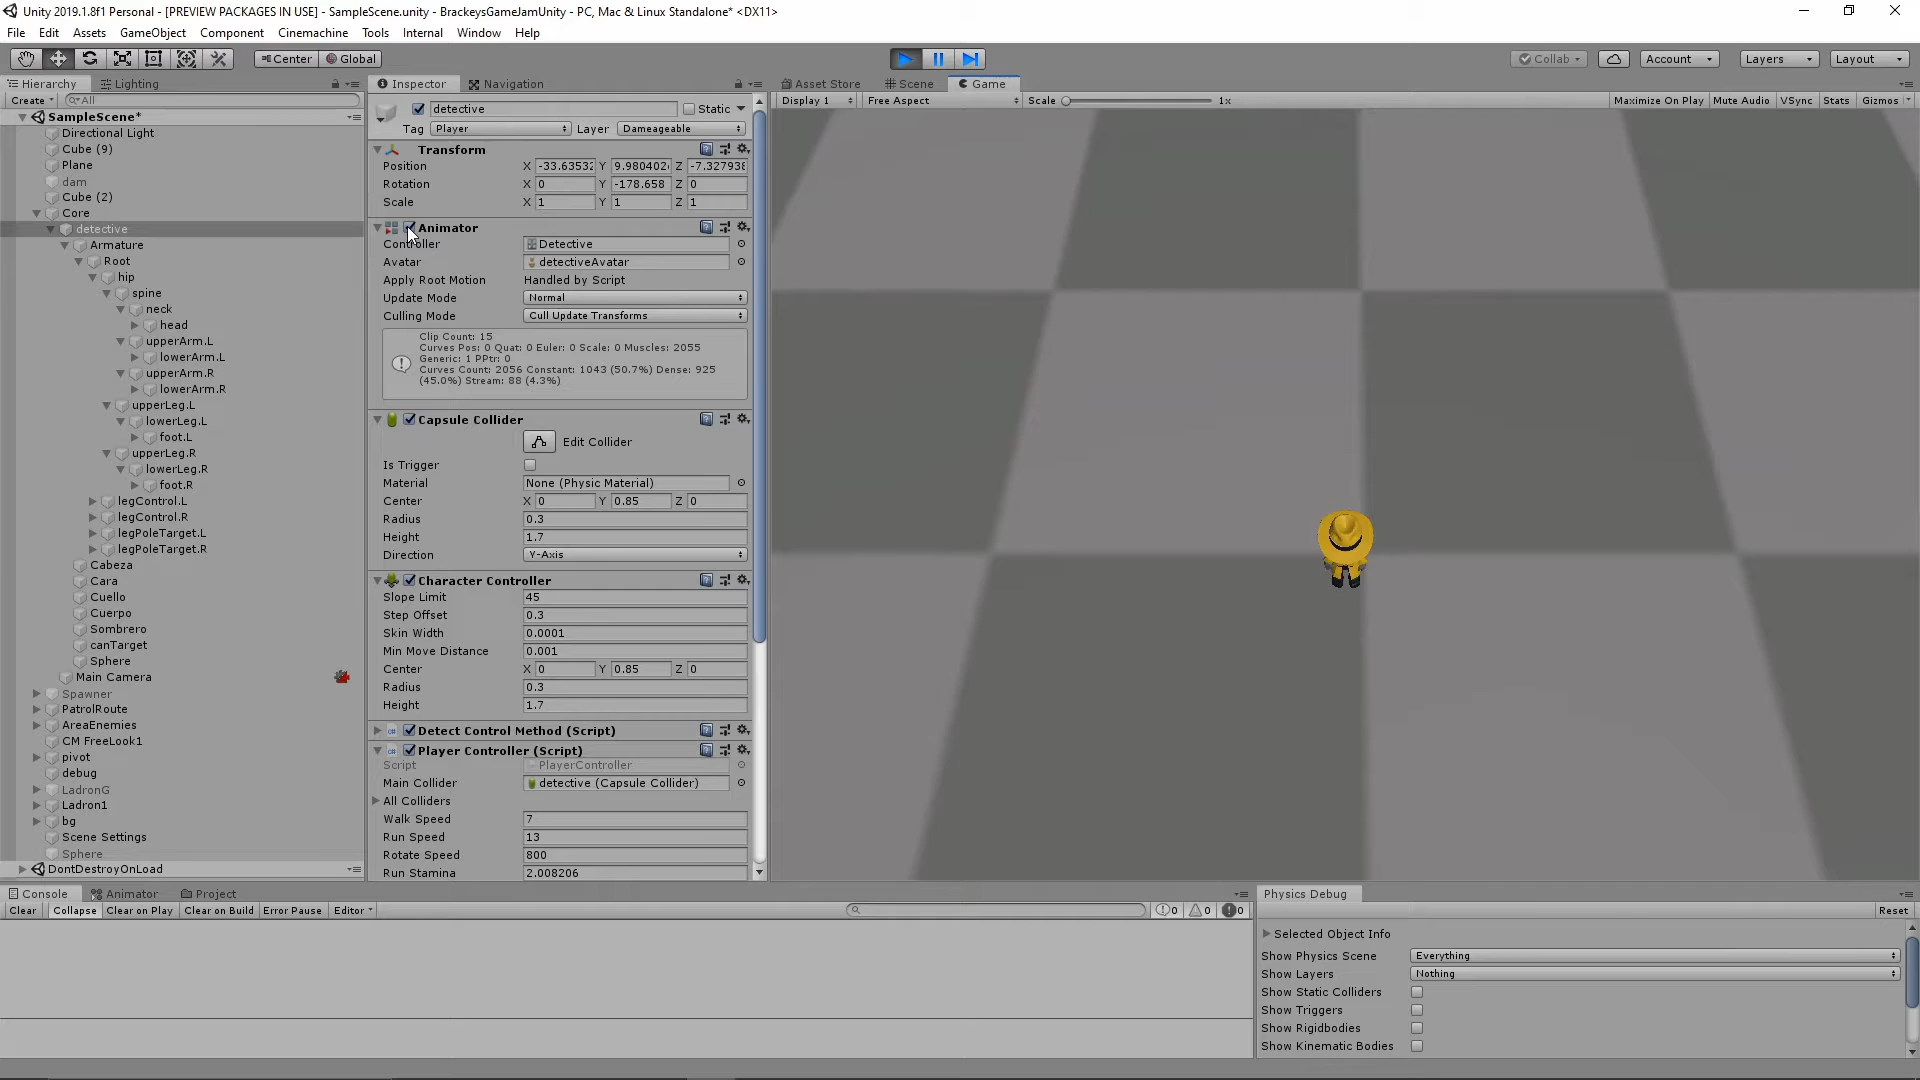 Unity 2019.1.8f1 Personal - [PREVIEW PACKAGES IN USE] - SampleScene.unity - BrackeysGameJamUnity - PC, Mac & Linux Standalone* <DX11>
File Edit Assets GameObject Component Cinemachine Tools Internal Window Help
Center Global Collab Account Layers Layout
Hierarchy Lighting
Create All
SampleScene*
Directional Light
Cube (9)
Plane
dam
Cube (2)
Core
detective
Armature
Root
hip
spine
neck
head
upperArm.L
lowerArm.L
upperArm.R
lowerArm.R
upperLeg.L
lowerLeg.L
foot.L
upperLeg.R
lowerLeg.R
foot.R
legControl.L
legControl.R
legPoleTarget.L
legPoleTarget.R
Cabeza
Cara
Cuello
Cuerpo
Sombrero
canTarget
Sphere
Main Camera
Spawner
PatrolRoute
AreaEnemies
CM FreeLook1
pivot
debug
LadronG
Ladron1
bg
Scene Settings
Sphere
DontDestroyOnLoad
Inspector Navigation
detective Static
Tag Player Layer Dameageable
Transform
Position X -33.63532 Y 9.980402 Z -7.327938
Rotation X 0 Y -178.658 Z 0
Scale X 1 Y 1 Z 1
Animator
Controller Detective
Avatar detectiveAvatar
Apply Root Motion Handled by Script
Update Mode Normal
Culling Mode Cull Update Transforms
Clip Count: 15
Curves Pos: 0 Quat: 0 Euler: 0 Scale: 0 Muscles: 2055
Generic: 1 PPtr: 0
Curves Count: 2056 Constant: 1043 (50.7%) Dense: 925
(45.0%) Stream: 88 (4.3%)
Capsule Collider
Edit Collider
Is Trigger
Material None (Physic Material)
Center X 0 Y 0.85 Z 0
Radius 0.3
Height 1.7
Direction Y-Axis
Character Controller
Slope Limit 45
Step Offset 0.3
Skin Width 0.0001
Min Move Distance 0.001
Center X 0 Y 0.85 Z 0
Radius 0.3
Height 1.7
Detect Control Method (Script)
Player Controller (Script)
Script PlayerController
Main Collider detective (Capsule Collider)
All Colliders
Walk Speed 7
Run Speed 13
Rotate Speed 800
Run Stamina 2.008206
Asset Store Scene Game
Display 1 Free Aspect Scale 1x Maximize On Play Mute Audio VSync Stats Gizmos
Console Animator Project
Clear Collapse Clear on Play Clear on Build Error Pause Editor 0 0 0
Physics Debug
Reset
Selected Object Info
Show Physics Scene Everything
Show Layers Nothing
Show Static Colliders
Show Triggers
Show Rigidbodies
Show Kinematic Bodies